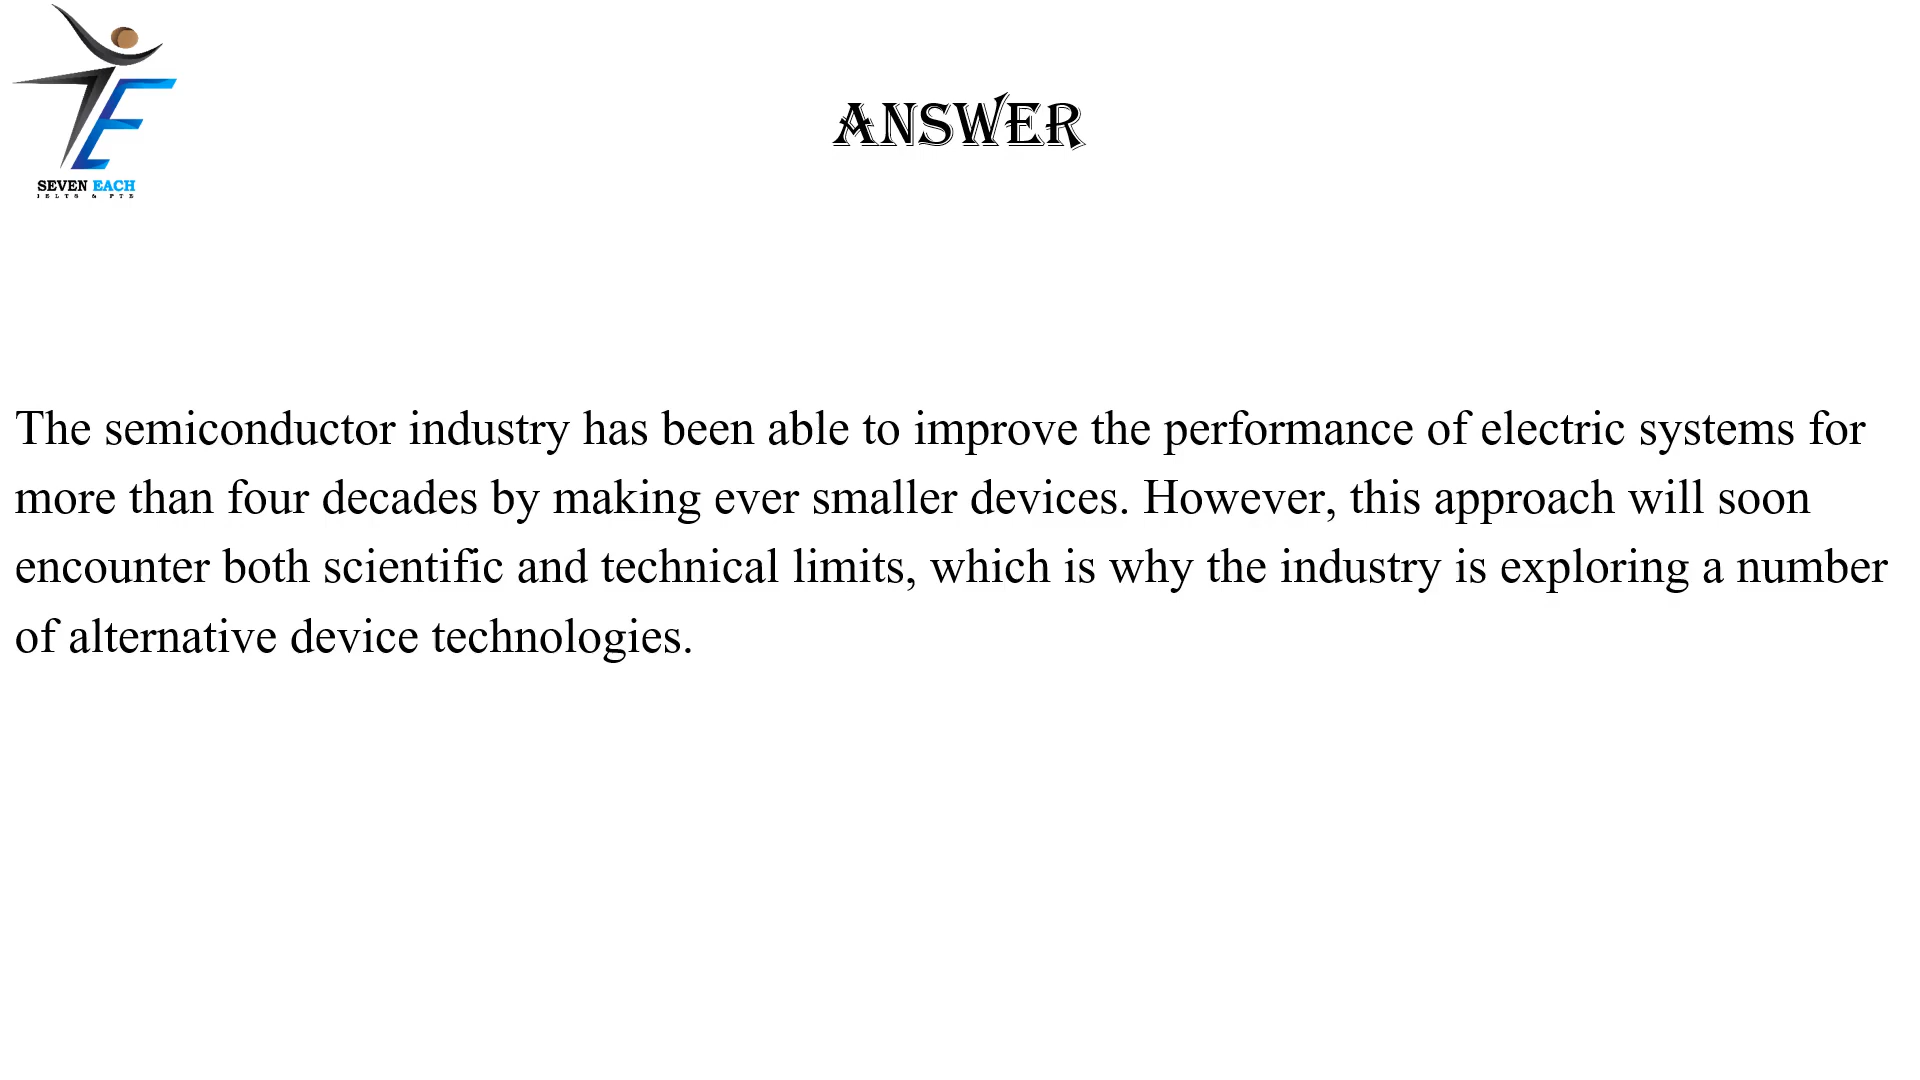 SEVEN EACH
IELTS & PTE
ANSWER
The semiconductor industry has been able to improve the performance of electric systems for
more than four decades by making ever smaller devices. However, this approach will soon
encounter both scientific and technical limits, which is why the industry is exploring a number
of alternative device technologies.